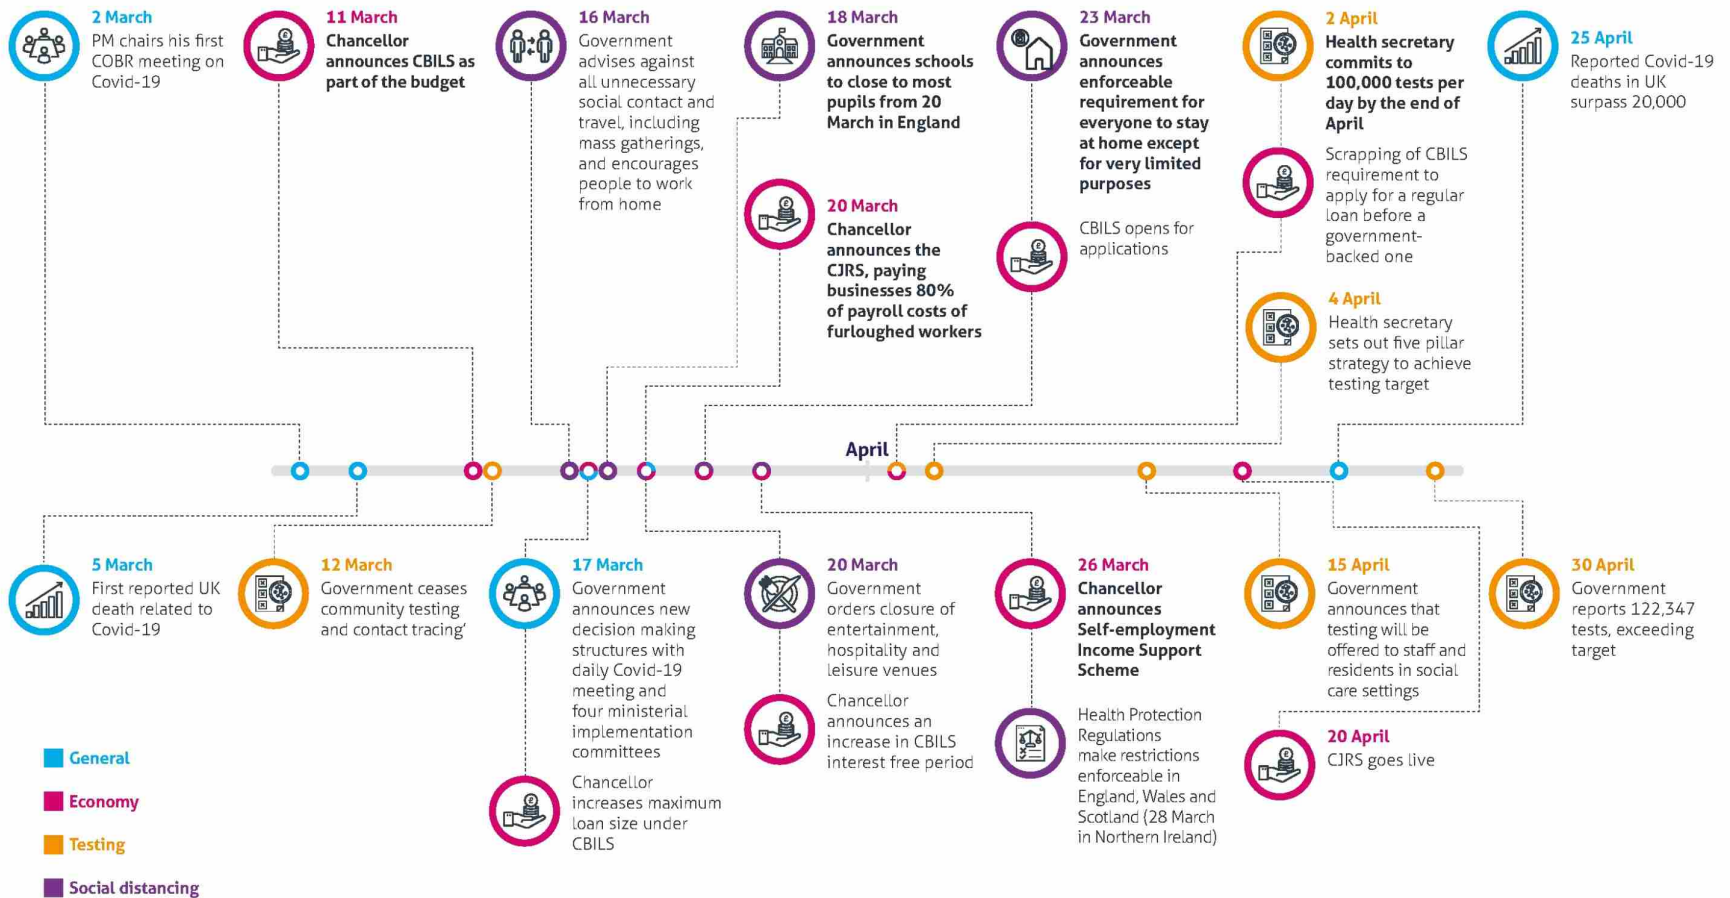 2 March
PM chairs his first
COBR meeting on
Covid-19
11 March
Chancellor
announces CBILS as
part of the budget
16 March
Government
advises against
all unnecessary
social contact and
travel, including
mass gatherings,
and encourages
people to work
from home
18 March
Government
announces schools
to close to most
pupils from 20
March in England
20 March
Chancellor
announces the
CJRS, paying
businesses 80%
of payroll costs of
furloughed workers
23 March
Government
announces
enforceable
requirement for
everyone to stay
at home except
for very limited
purposes
CBILS opens for
applications
2 April
Health secretary
commits to
100,000 tests per
day by the end of
April
Scrapping of CBILS
requirement to
apply for a regular
loan before a
government-
backed one
4 April
Health secretary
sets out five pillar
strategy to achieve
testing target
25 April
Reported Covid-19
deaths in UK
surpass 20,000
April
5 March
First reported UK
death related to
Covid-19
12 March
Government ceases
community testing
and contact tracing’
17 March
Government
announces new
decision making
structures with
daily Covid-19
meeting and
four ministerial
implementation
committees
Chancellor
increases maximum
loan size under
CBILS
20 March
Government
orders closure of
entertainment,
hospitality and
leisure venues
Chancellor
announces an
increase in CBILS
interest free period
26 March
Chancellor
announces
Self-employment
Income Support
Scheme
Health Protection
Regulations
make restrictions
enforceable in
England, Wales and
Scotland (28 March
in Northern Ireland)
15 April
Government
announces that
testing will be
offered to staff and
residents in social
care settings
20 April
CJRS goes live
30 April
Government
reports 122,347
tests, exceeding
target
General
Economy
Testing
Social distancing